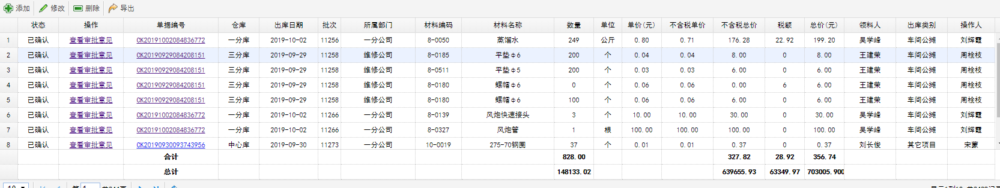 添加 修改 删除 导出
状态 操作 单据编号 仓库 出库日期 批次 所属部门 材料编码 材料名称 数量 单位 单价(元) 不含税单价 不含税总价 税额 总价(元) 领料人 出库类别 操作人
1 已确认 查看审批意见 CK20191002084836772 一分库 2019-10-02 11256 一分公司 8-0050 蒸馏水 249 公斤 0.80 0.71 176.28 22.92 199.20 吴学峰 车间公摊 刘辉霞
2 已确认 查看审批意见 CK20190929084208151 三分库 2019-09-29 11258 维修公司 8-0185 平垫φ6 200 个 0.04 0.04 8.00 0 8.00 王建荣 车间公摊 周栓枝
3 已确认 查看审批意见 CK20190929084208151 三分库 2019-09-29 11258 维修公司 8-0511 平垫φ5 200 个 0.03 0.03 6.00 0 6.00 王建荣 车间公摊 周栓枝
4 已确认 查看审批意见 CK20190929084208151 三分库 2019-09-29 11258 维修公司 8-0180 螺帽φ6 0 个 0.06 0.06 0.00 6 6.00 王建荣 车间公摊 周栓枝
5 已确认 查看审批意见 CK20190929084208151 三分库 2019-09-29 11258 维修公司 8-0180 螺帽φ6 100 个 0.06 0.06 6.00 0 6.00 王建荣 车间公摊 周栓枝
6 已确认 查看审批意见 CK20191002084836772 一分库 2019-10-02 11266 一分公司 8-0139 风炮快速接头 3 个 10.00 10.00 30.00 0 30.00 吴学峰 车间公摊 刘辉霞
7 已确认 查看审批意见 CK20191002084836772 一分库 2019-10-02 11266 一分公司 8-0327 风炮管 1 根 100.00 100.00 100.00 0 100.00 吴学峰 车间公摊 刘辉霞
8 已确认 查看审批意见 CK20190930093743956 中心库 2019-09-30 11273 一分公司 10-0019 275-70钢圈 37 个 0.01 0.01 0.37 0 0.37 刘长俊 其它项目 宋蒙
合计 828.00 327.82 28.92 356.74
总计 148133.02 639655.93 63349.97 703005.900
10 第 1